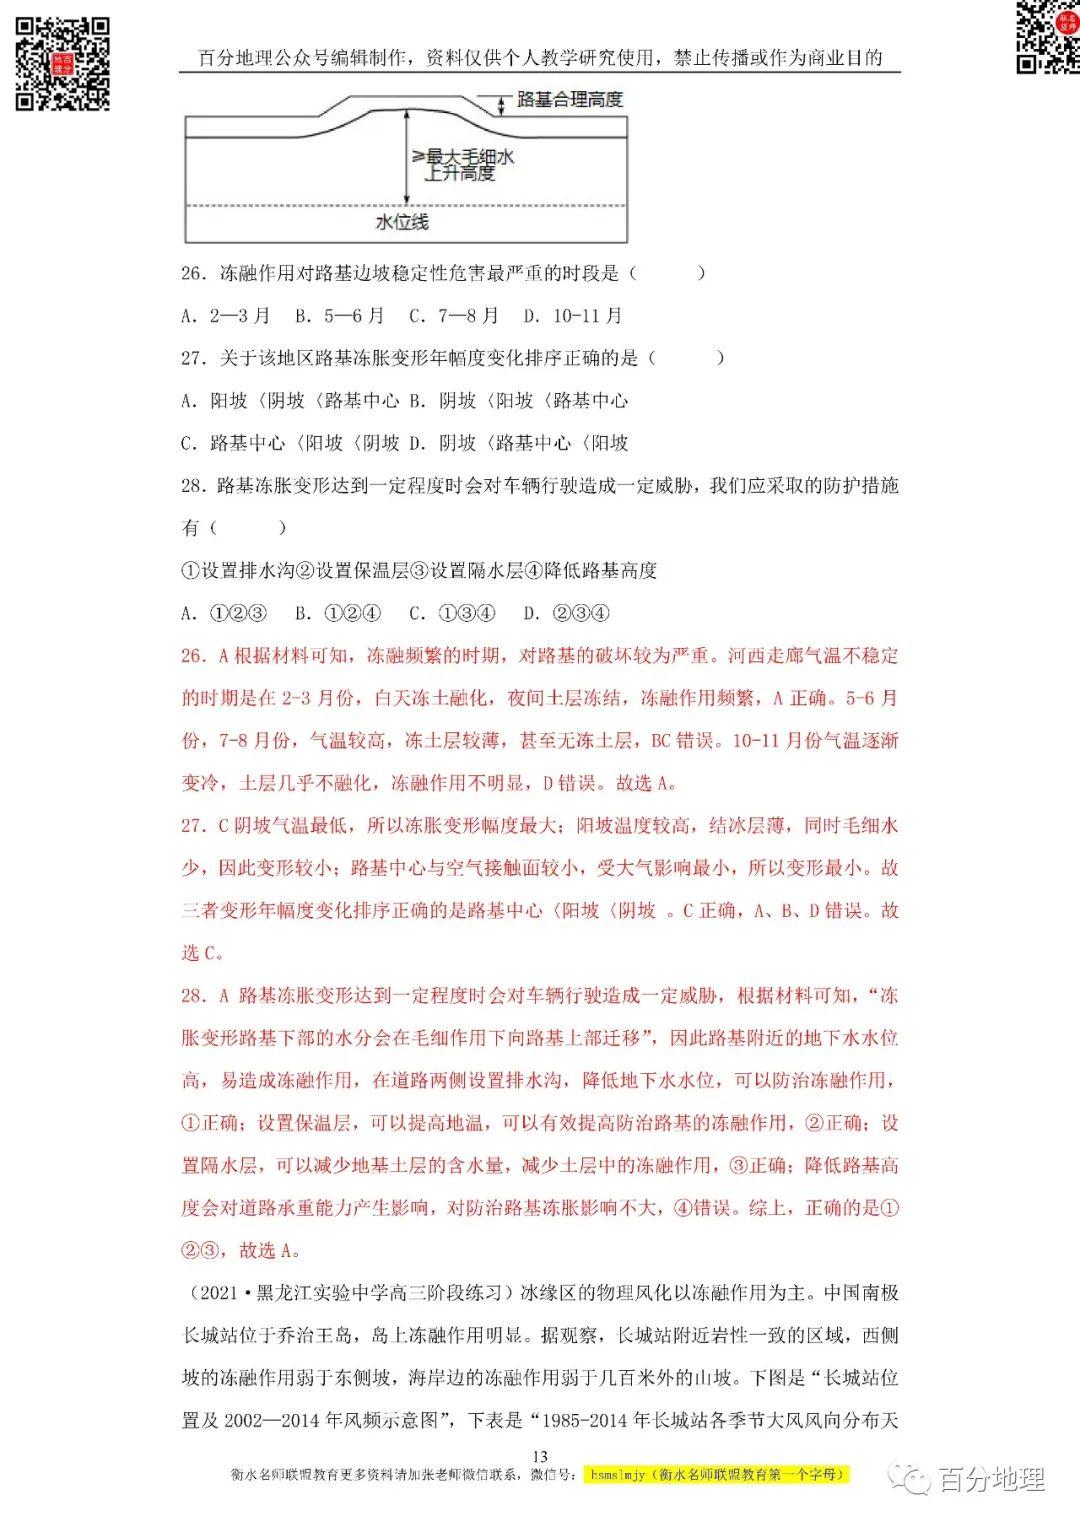 百分地理公众号编辑制作，资料仅供个人教学研究使用，禁止传播或作为商业目的
路基合理高度
≥最大毛细水
上升高度
水位线
26．冻融作用对路基边坡稳定性危害最严重的时段是（　　）
A．2—3月 B．5—6月 C．7—8月 D．10-11月
27．关于该地区路基冻胀变形年幅度变化排序正确的是（　　）
A．阳坡〈阴坡〈路基中心 B．阴坡〈阳坡〈路基中心
C．路基中心〈阳坡〈阴坡 D．阴坡〈路基中心〈阳坡
28．路基冻胀变形达到一定程度时会对车辆行驶造成一定威胁，我们应采取的防护措施
有（　　）
①设置排水沟②设置保温层③设置隔水层④降低路基高度
A．①②③ B．①②④ C．①③④ D．②③④
26．A 根据材料可知，冻融频繁的时期，对路基的破坏较为严重。河西走廊气温不稳定
的时期是在 2-3 月份，白天冻土融化，夜间土层冻结，冻融作用频繁，A 正确。5-6 月
份，7-8 月份，气温较高，冻土层较薄，甚至无冻土层，BC 错误。10-11 月份气温逐渐
变冷，土层几乎不融化，冻融作用不明显，D 错误。故选 A。
27．C 阴坡气温最低，所以冻胀变形幅度最大；阳坡温度较高，结冰层薄，同时毛细水
少，因此变形较小；路基中心与空气接触面较小，受大气影响最小，所以变形最小。故
三者变形年幅度变化排序正确的是路基中心〈阳坡〈阴坡 。C 正确，A、B、D 错误。故
选 C。
28．A 路基冻胀变形达到一定程度时会对车辆行驶造成一定威胁，根据材料可知，“冻
胀变形路基下部的水分会在毛细作用下向路基上部迁移”，因此路基附近的地下水水位
高，易造成冻融作用，在道路两侧设置排水沟，降低地下水水位，可以防治冻融作用，
①正确；设置保温层，可以提高地温，可以有效提高防治路基的冻融作用，②正确；设
置隔水层，可以减少地基土层的含水量，减少土层中的冻融作用，③正确；降低路基高
度会对道路承重能力产生影响，对防治路基冻胀影响不大，④错误。综上，正确的是①
②③，故选 A。
（2021·黑龙江实验中学高三阶段练习）冰缘区的物理风化以冻融作用为主。中国南极
长城站位于乔治王岛，岛上冻融作用明显。据观察，长城站附近岩性一致的区域，西侧
坡的冻融作用弱于东侧坡，海岸边的冻融作用弱于几百米外的山坡。下图是“长城站位
置及 2002—2014 年风频示意图”，下表是“1985-2014 年长城站各季节大风风向分布天
13
衡水名师联盟教育更多资料请加张老师微信联系，微信号： hsmslmjy（衡水名师联盟教育第一个字母）
百分地理